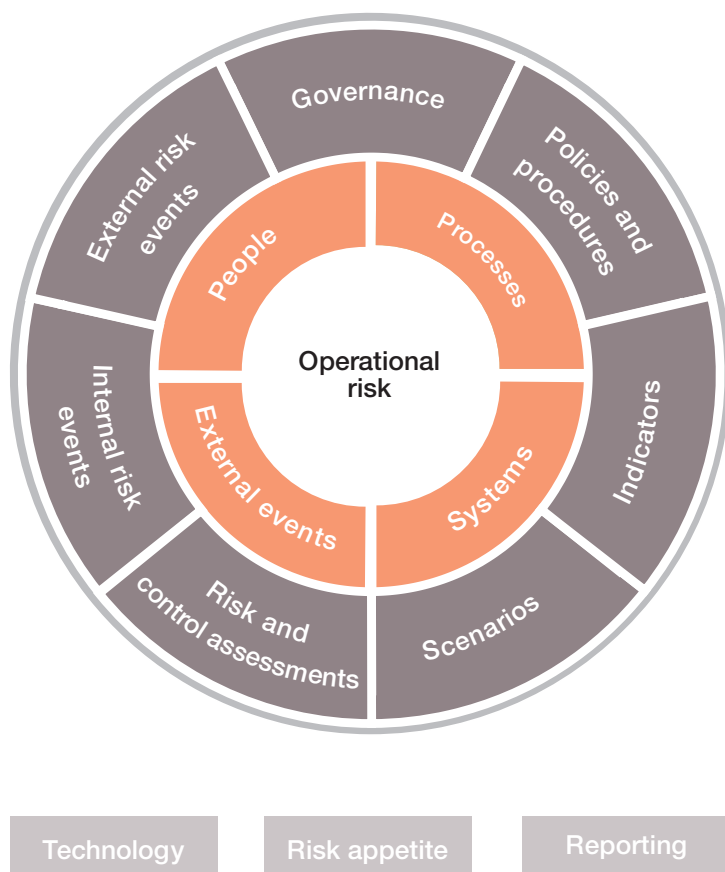 Governance
Policies and
procedures
Indicators
Scenarios
Risk and
control assessments
Internal risk
events
External risk
events
People
Processes
Systems
External events
Operational
risk
Technology
Risk appetite
Reporting